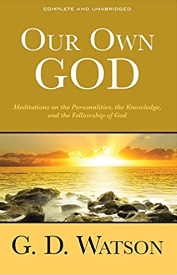 COMPLETE AND UNABRIDGED
OUR OWN
GOD
Meditations on the Personalities, the Knowledge,
and the Fellowship of God
G. D. WATSON